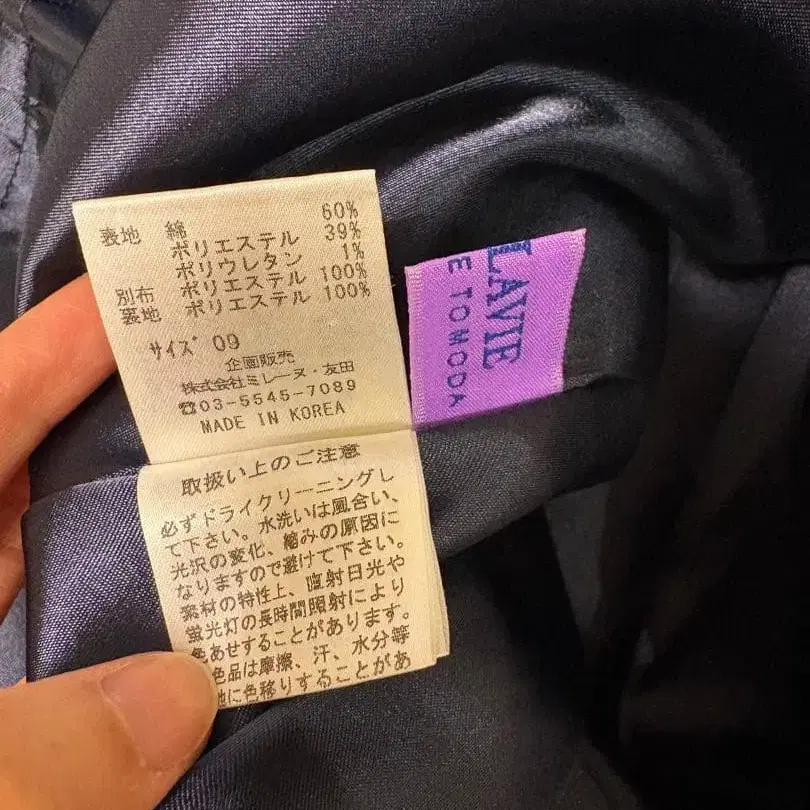 表地 綿 60%
ポリエステル 39%
ポリウレタン 1%
別布 ポリエステル 100%
裏地 ポリエステル 100%
サイズ 09
企画販売
株式会社ミレーヌ・友田
☎03-5545-7089
MADE IN KOREA
取扱い上のご注意
必ずドライクリーニングし
て下さい。水洗いは風合い、
光沢の変化、縮みの原因に
なりますので避けて下さい。
素材の特性上、直射日光や
蛍光灯の長時間照射により
色あせすることがあります。
色品は摩擦、汗、水分等
に色移りすることがあ
LAVIE
E TOMODA